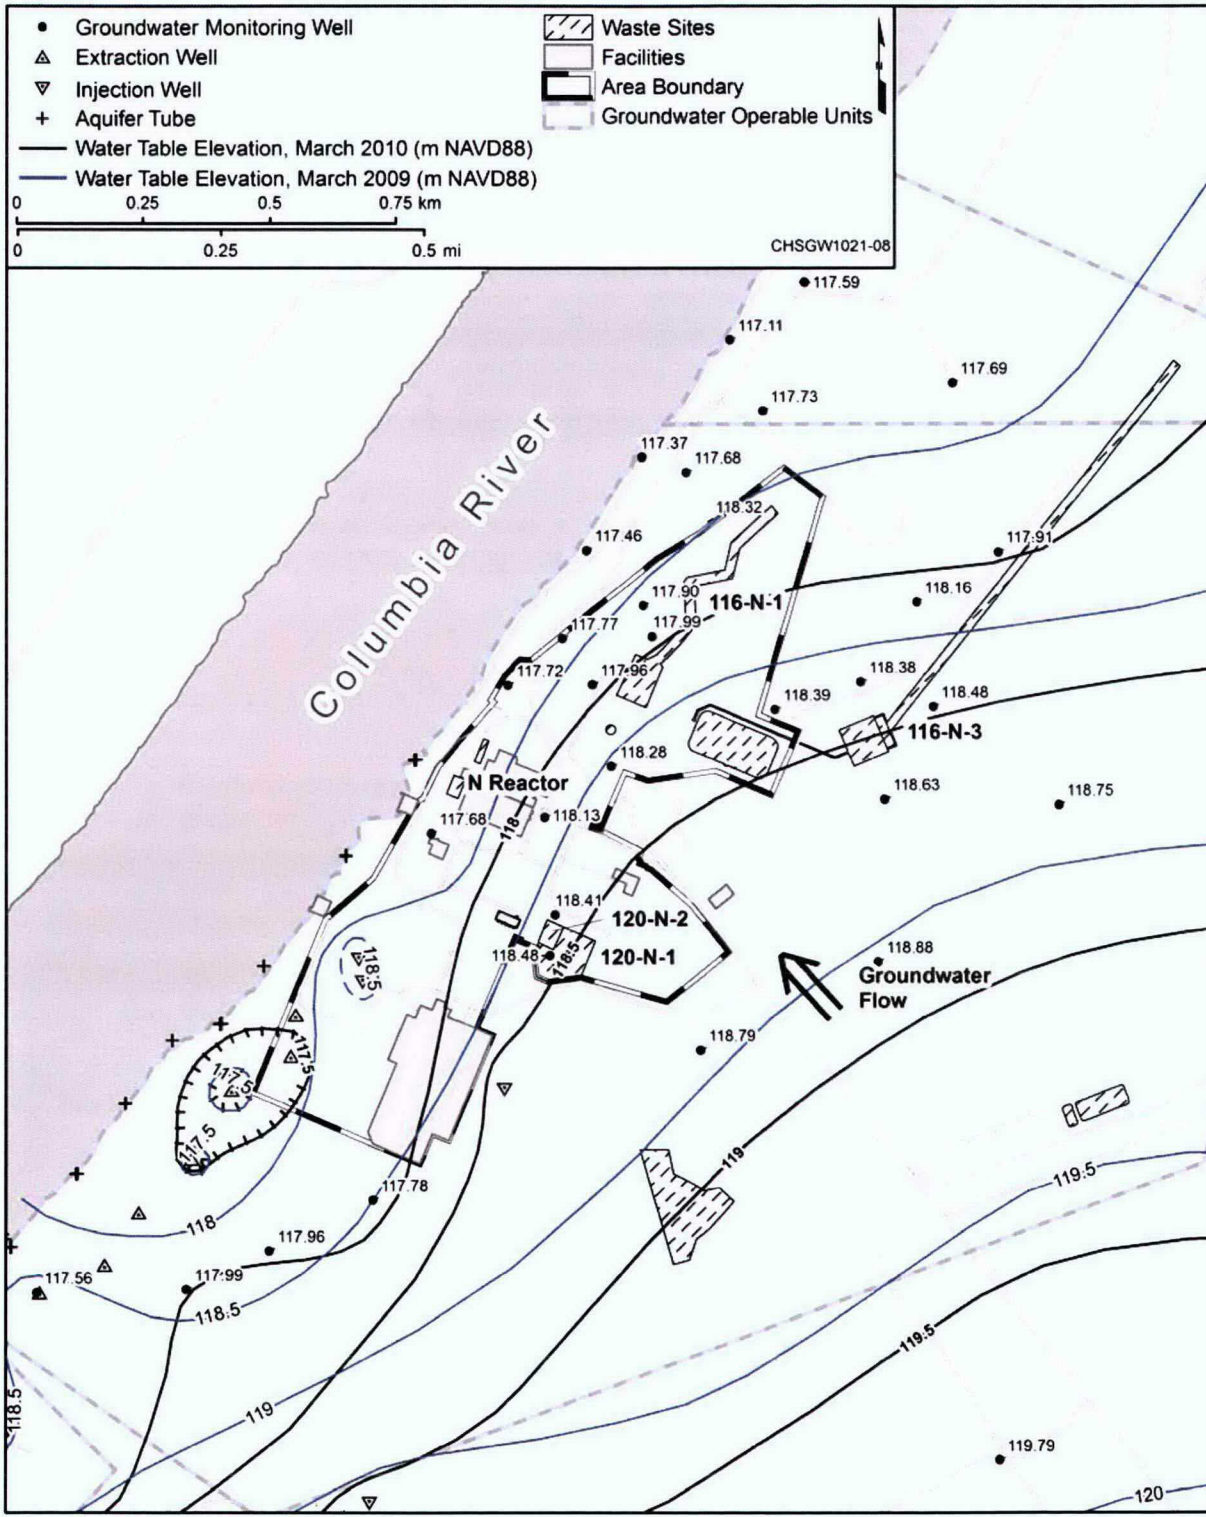 Groundwater Monitoring Well
Extraction Well
Injection Well
Aquifer Tube
Water Table Elevation, March 2010 (m NAVD88)
Water Table Elevation, March 2009 (m NAVD88)
Waste Sites
Facilities
Area Boundary
Groundwater Operable Units
0 0.25 0.5 0.75 km
0 0.25 0.5 mi
CHSGW1021-08
117.59
117.11
117.69
117.73
Columbia River
117.37
117.68
118.32
117.46
117.91
117.90
116-N-1
118.16
117.99
117.77
117.96
117.72
118.38
118.39
118.48
116-N-3
118.28
N Reactor
118.63
118.75
118.13
117.68
118
118.41
120-N-2
118.48
118.5
120-N-1
118.5
118.88
Groundwater
Flow
118.79
117.5
117.5
117.5
119
119.5
117.78
118
117.96
117.56
117.99
118.5
119.5
119
118.5
119.79
120